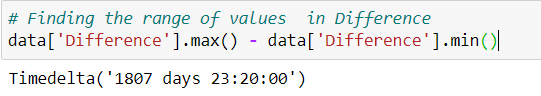 # Finding the range of values  in Difference
data['Difference'].max() - data['Difference'].min()
Timedelta('1807 days 23:20:00')